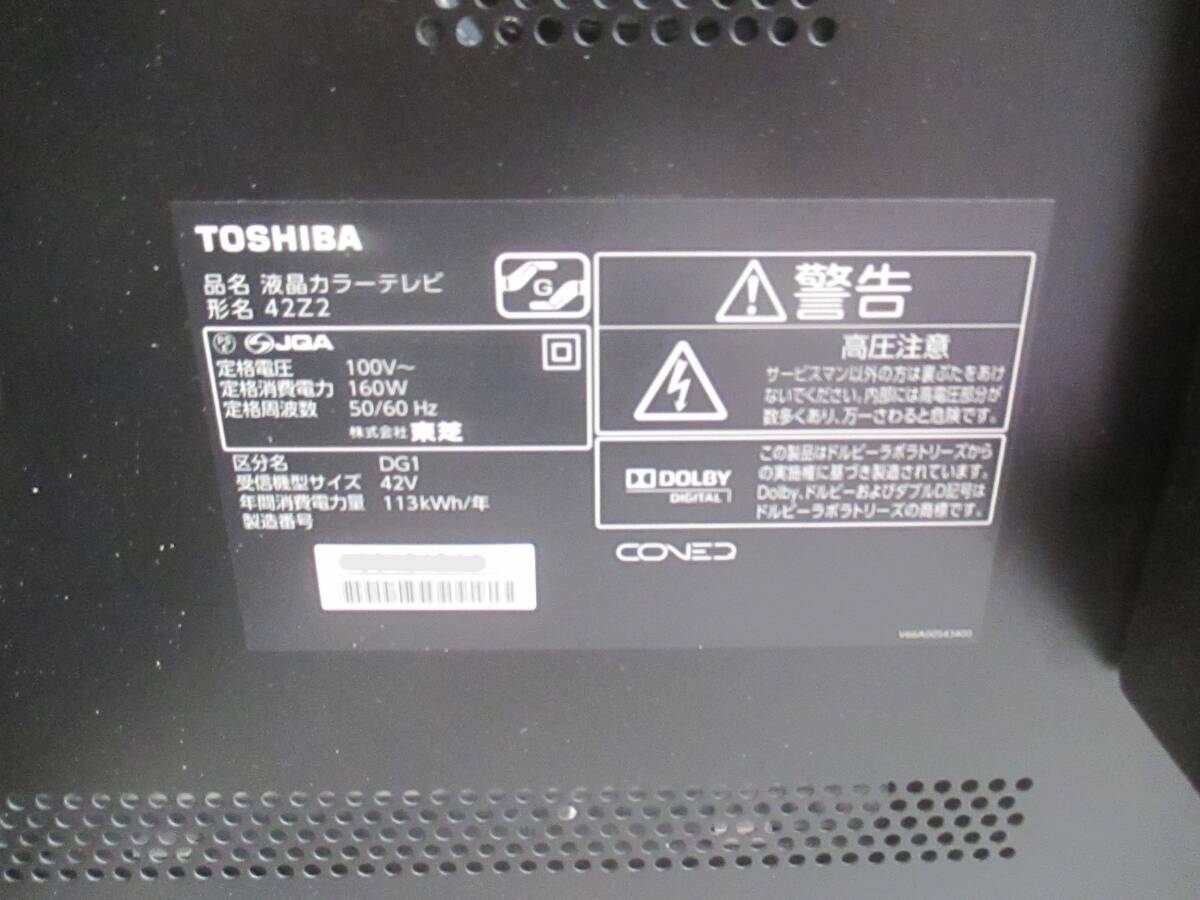 TOSHIBA
品名 液晶カラーテレビ
形名 42Z2
G
JQA
定格電圧 100V～
定格消費電力 160W
定格周波数 50/60 Hz
株式会社 東芝
区分名 DG1
受信機型サイズ 42V
年間消費電力量 113kWh/年
製造番号
警告
高圧注意
サービスマン以外の方は裏ぶたをあけ
ないでください。内部には高電圧部分が
数多くあり、万一さわると危険です。
DOLBY
DIGITAL
この製品はドルビーラボラトリーズから
の実施権に基づき製造されています。
Dolby、ドルビーおよびダブルD記号は
ドルビーラボラトリーズの商標です。
V66A00543400